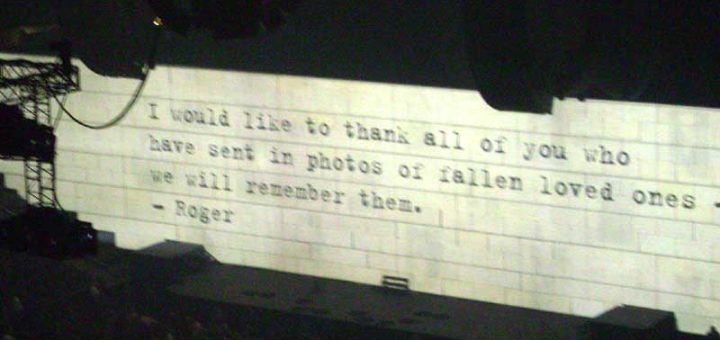 I would like to thank all of you who
have sent in photos of fallen loved ones -
we will remember them.
- Roger